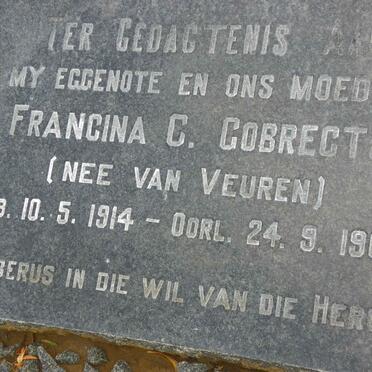 TER GEDAGTENIS AA
MY EGGENOTE EN ONS MOED
FRANCINA C. GOBRECT
(NEE VAN VEUREN)
B. 10. 5. 1914 – OORL. 24. 9. 19
BERUS IN DIE WIL VAN DIE HER